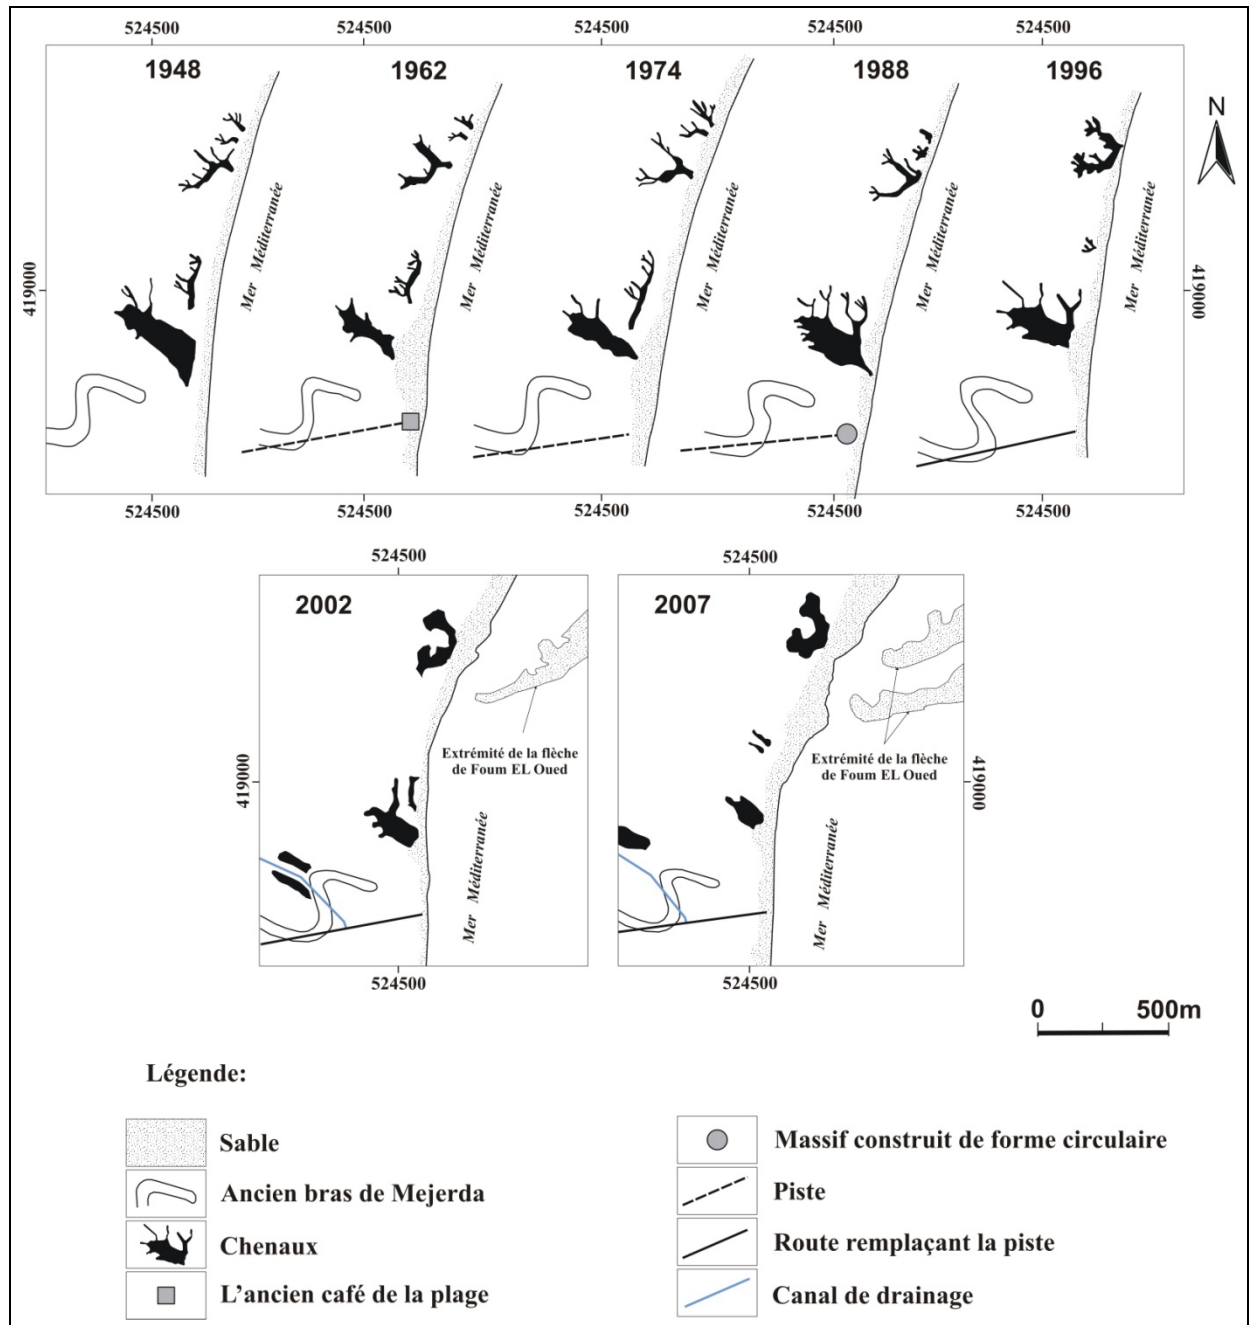 524500 524500 524500 524500 524500
1948 1962 1974 1988 1996
N
Mer Méditerranée
Mer Méditerranée
Mer Méditerranée
Mer Méditerranée
Mer Méditerranée
419000
419000
524500 524500 524500 524500 524500
524500
524500
2002
2007
Extrémité de la flèche
de Foum EL Oued
Extrémité de la flèche
de Foum EL Oued
419000
419000
Mer Méditerranée
Mer Méditerranée
524500
524500
0 500m
Légende:
Sable
Ancien bras de Mejerda
Chenaux
L'ancien café de la plage
Massif construit de forme circulaire
Piste
Route remplaçant la piste
Canal de drainage